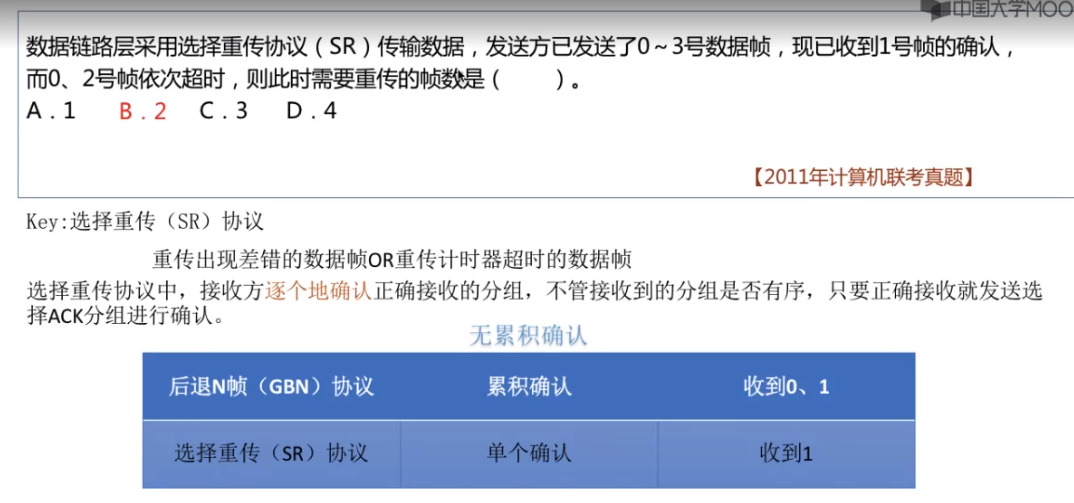 中国大学MOO
数据链路层采用选择重传协议（SR）传输数据，发送方已发送了0～3号数据帧，现已收到1号帧的确认，
而0、2号帧依次超时，则此时需要重传的帧数是（　　）。
A．1　B．2　C．3　D．4
【2011年计算机联考真题】
Key:选择重传（SR）协议
重传出现差错的数据帧OR重传计时器超时的数据帧
选择重传协议中，接收方逐个地确认正确接收的分组，不管接收到的分组是否有序，只要正确接收就发送选
择ACK分组进行确认。
无累积确认
后退N帧（GBN）协议　累积确认　收到0、1
选择重传（SR）协议　单个确认　收到1